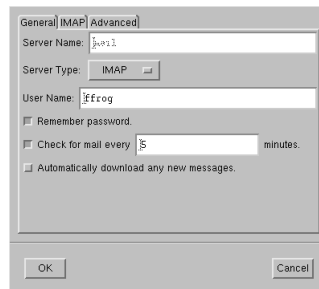 General IMAP Advanced
Server Name: mail
Server Type: IMAP
User Name: ffrog
Remember password.
Check for mail every 5 minutes.
Automatically download any new messages.
OK Cancel